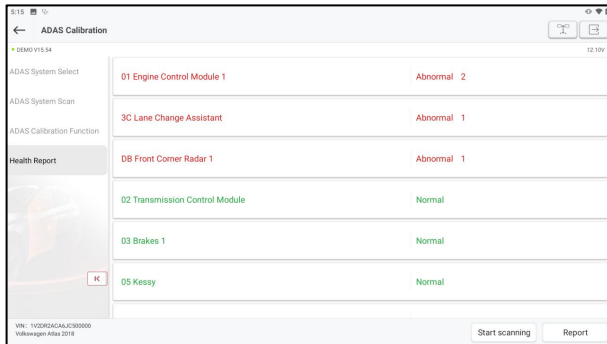 5:15
ADAS Calibration
DEMO V15.54
12.10V
ADAS System Select
ADAS System Scan
ADAS Calibration Function
Health Report
01 Engine Control Module 1 Abnormal 2
3C Lane Change Assistant Abnormal 1
DB Front Corner Radar 1 Abnormal 1
02 Transmission Control Module Normal
03 Brakes 1 Normal
05 Kessy Normal
VIN: 1V2DR2ACA6JC500000
Volkswagen Atlas 2018
Start scanning
Report